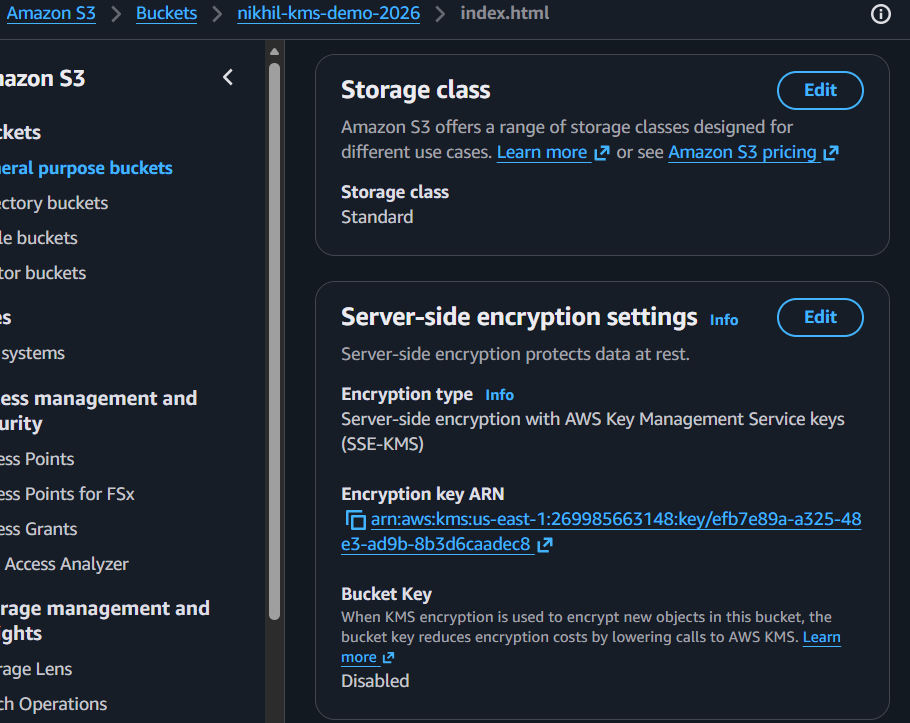 Amazon S3 > Buckets > nikhil-kms-demo-2026 > index.html
mazon S3
ckets
neral purpose buckets
ectory buckets
le buckets
tor buckets
es
systems
ess management and
urity
ess Points
ess Points for FSx
ess Grants
Access Analyzer
rage management and
ights
rage Lens
ch Operations
Storage class
Edit
Amazon S3 offers a range of storage classes designed for
different use cases. Learn more or see Amazon S3 pricing
Storage class
Standard
Server-side encryption settings Info
Edit
Server-side encryption protects data at rest.
Encryption type Info
Server-side encryption with AWS Key Management Service keys
(SSE-KMS)
Encryption key ARN
arn:aws:kms:us-east-1:269985663148:key/efb7e89a-a325-48
e3-ad9b-8b3d6caadec8
Bucket Key
When KMS encryption is used to encrypt new objects in this bucket, the
bucket key reduces encryption costs by lowering calls to AWS KMS. Learn
more
Disabled